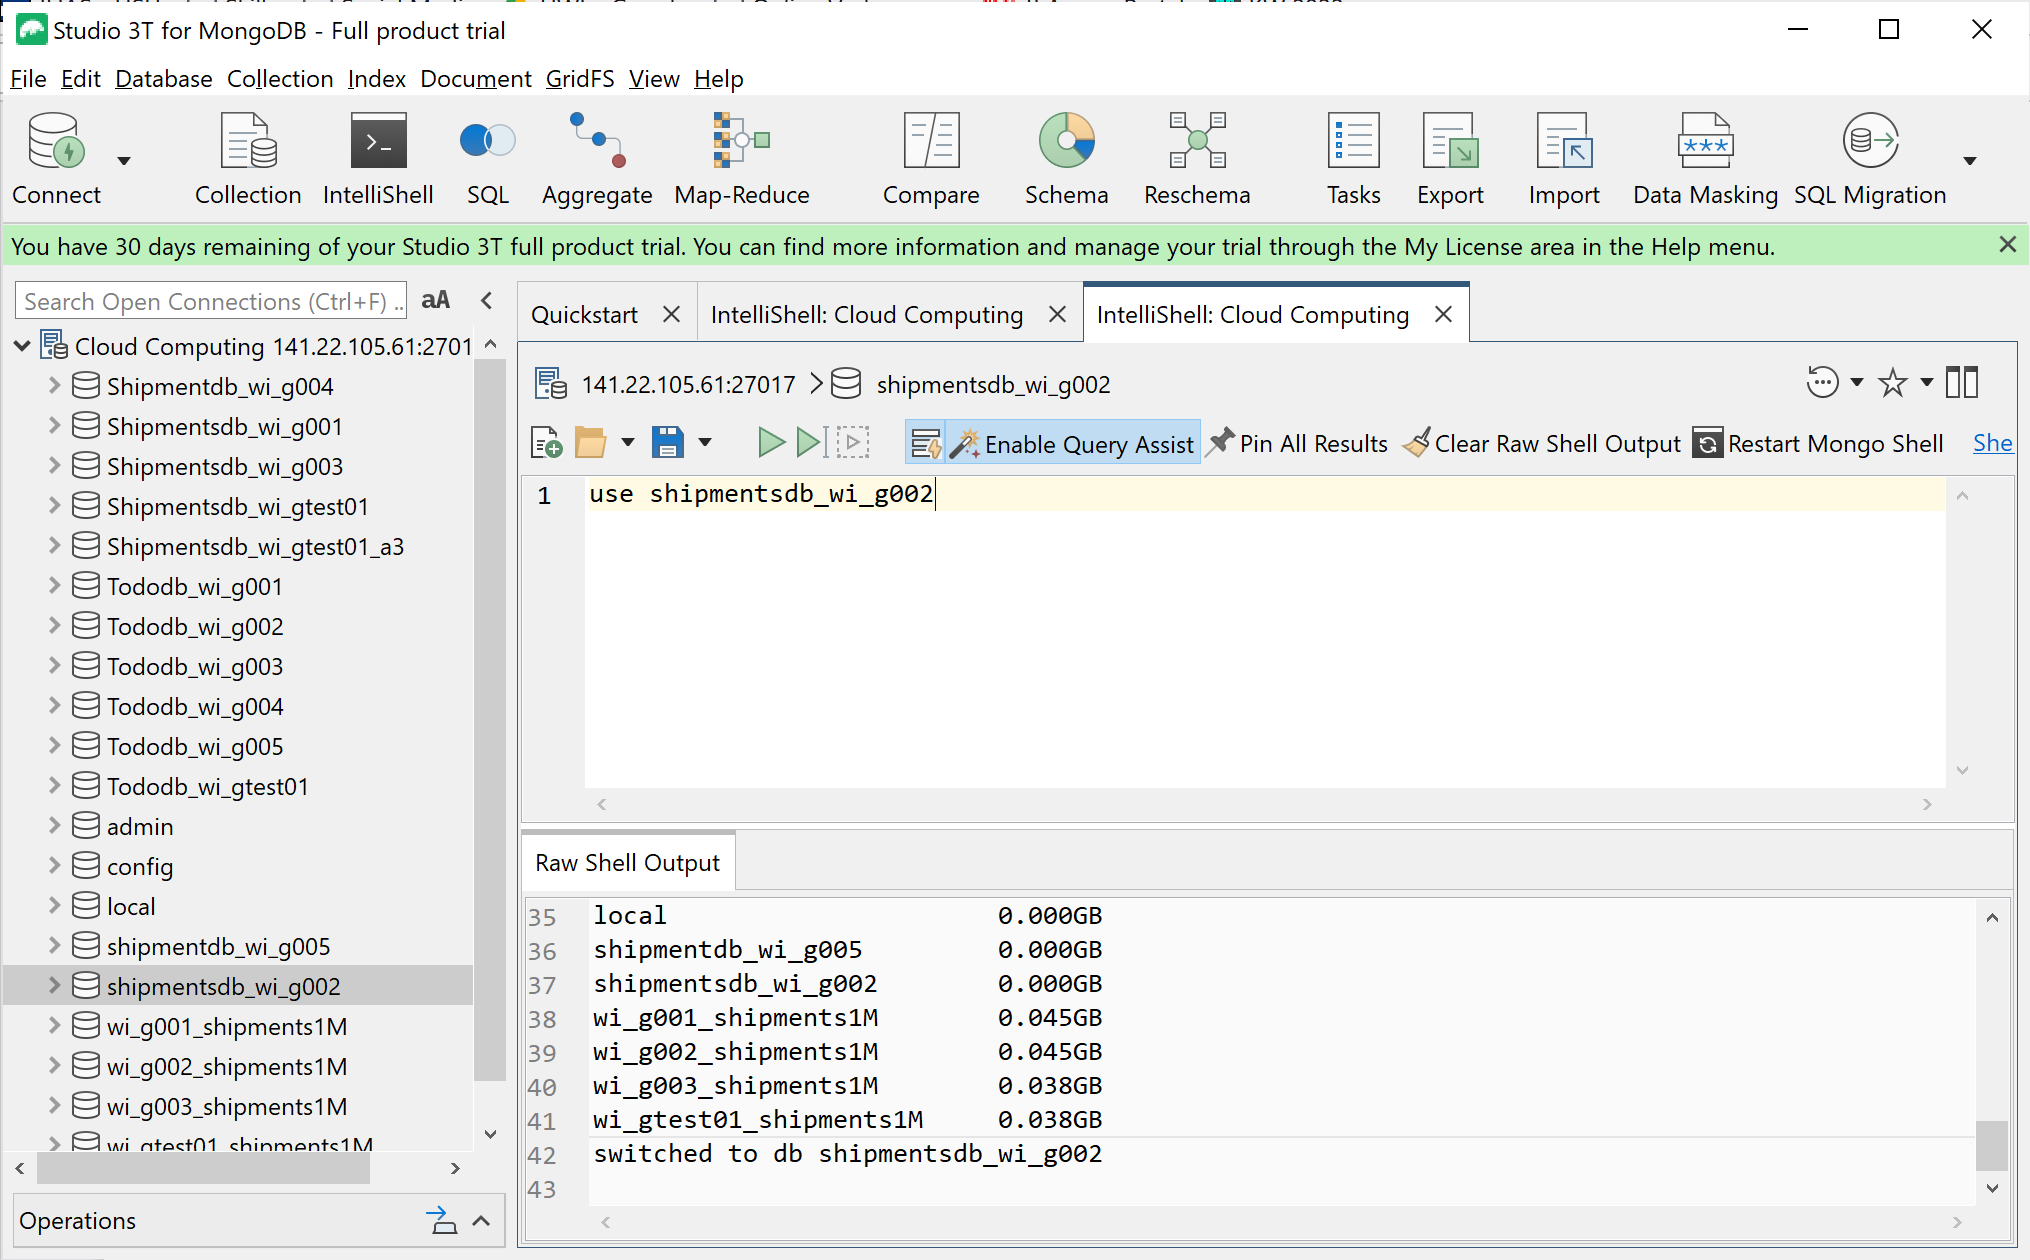 Studio 3T for MongoDB - Full product trial
File Edit Database Collection Index Document GridFS View Help
Connect Collection IntelliShell SQL Aggregate Map-Reduce Compare Schema Reschema Tasks Export Import Data Masking SQL Migration
You have 30 days remaining of your Studio 3T full product trial. You can find more information and manage your trial through the My License area in the Help menu.
Search Open Connections (Ctrl+F) ..
aA
Cloud Computing 141.22.105.61:2701
Shipmentdb_wi_g004
Shipmentsdb_wi_g001
Shipmentsdb_wi_g003
Shipmentsdb_wi_gtest01
Shipmentsdb_wi_gtest01_a3
Tododb_wi_g001
Tododb_wi_g002
Tododb_wi_g003
Tododb_wi_g004
Tododb_wi_g005
Tododb_wi_gtest01
admin
config
local
shipmentdb_wi_g005
shipmentsdb_wi_g002
wi_g001_shipments1M
wi_g002_shipments1M
wi_g003_shipments1M
wi_gtest01_shipments1M
Operations
Quickstart IntelliShell: Cloud Computing IntelliShell: Cloud Computing
141.22.105.61:27017 shipmentsdb_wi_g002
Enable Query Assist Pin All Results Clear Raw Shell Output Restart Mongo Shell She
1 use shipmentsdb_wi_g002
Raw Shell Output
35 local 0.000GB
36 shipmentdb_wi_g005 0.000GB
37 shipmentsdb_wi_g002 0.000GB
38 wi_g001_shipments1M 0.045GB
39 wi_g002_shipments1M 0.045GB
40 wi_g003_shipments1M 0.038GB
41 wi_gtest01_shipments1M 0.038GB
42 switched to db shipmentsdb_wi_g002
43